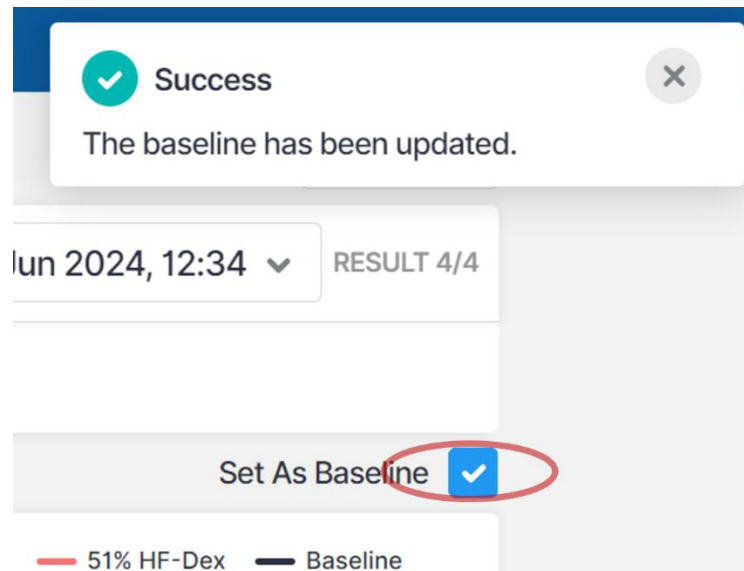 Success
The baseline has been updated.
Jun 2024, 12:34
RESULT 4/4
Set As Baseline
51% HF-Dex
Baseline